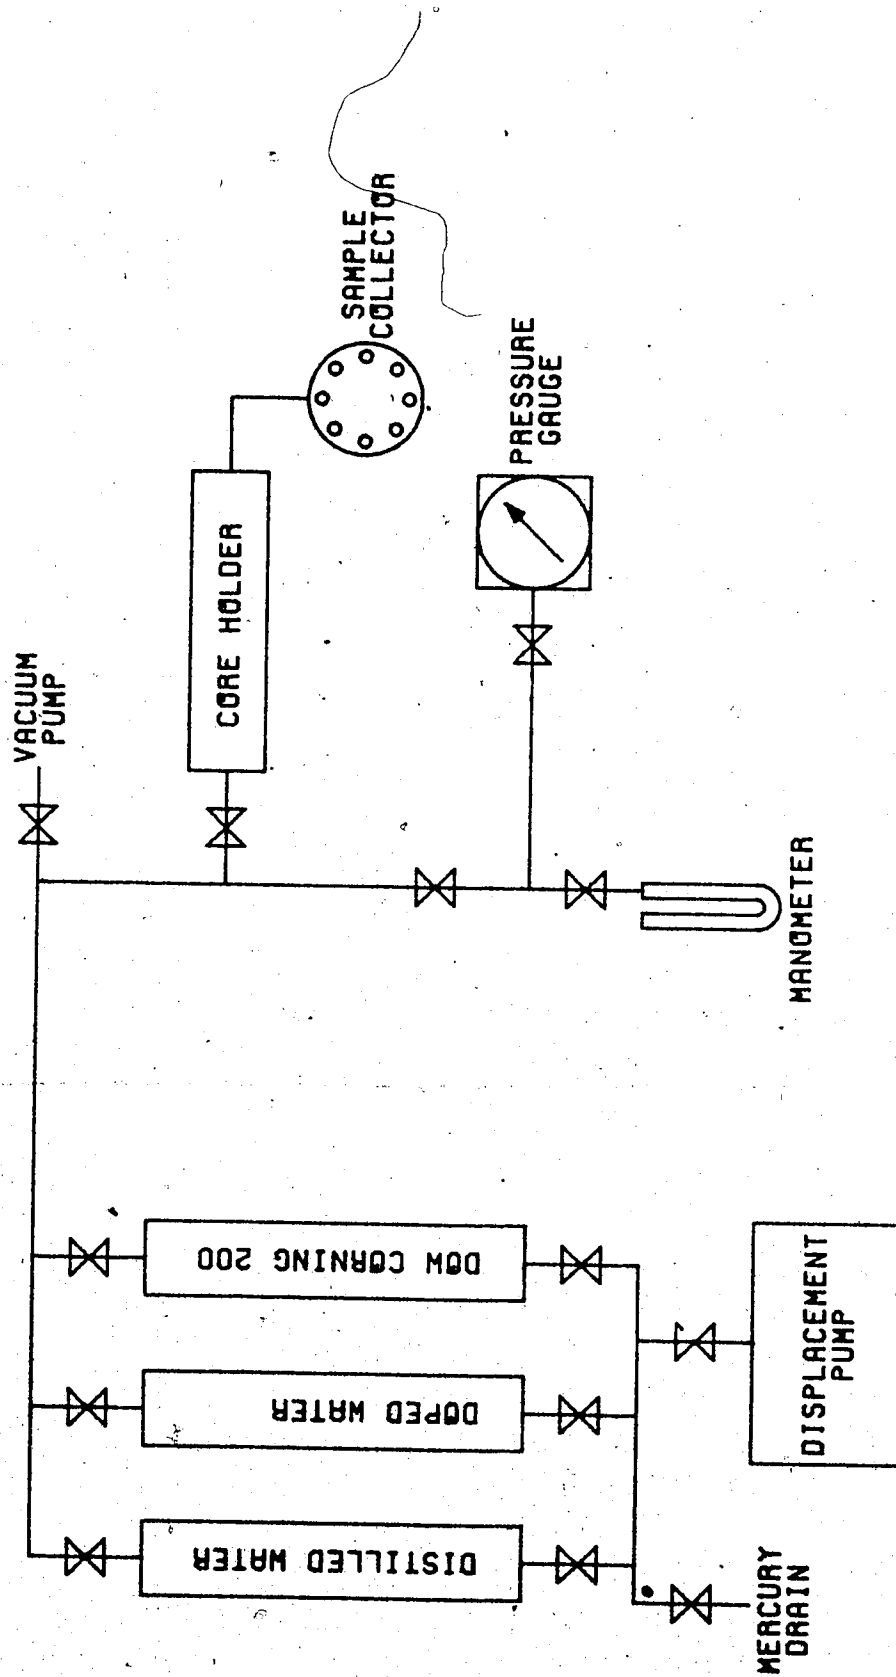 VACUUM
PUMP
CORE HOLDER
SAMPLE
COLLECTOR
PRESSURE
GAUGE
MANOMETER
DOW CORNING 200
DOPED WATER
DISTILLED WATER
DISPLACEMENT
PUMP
MERCURY
DRAIN